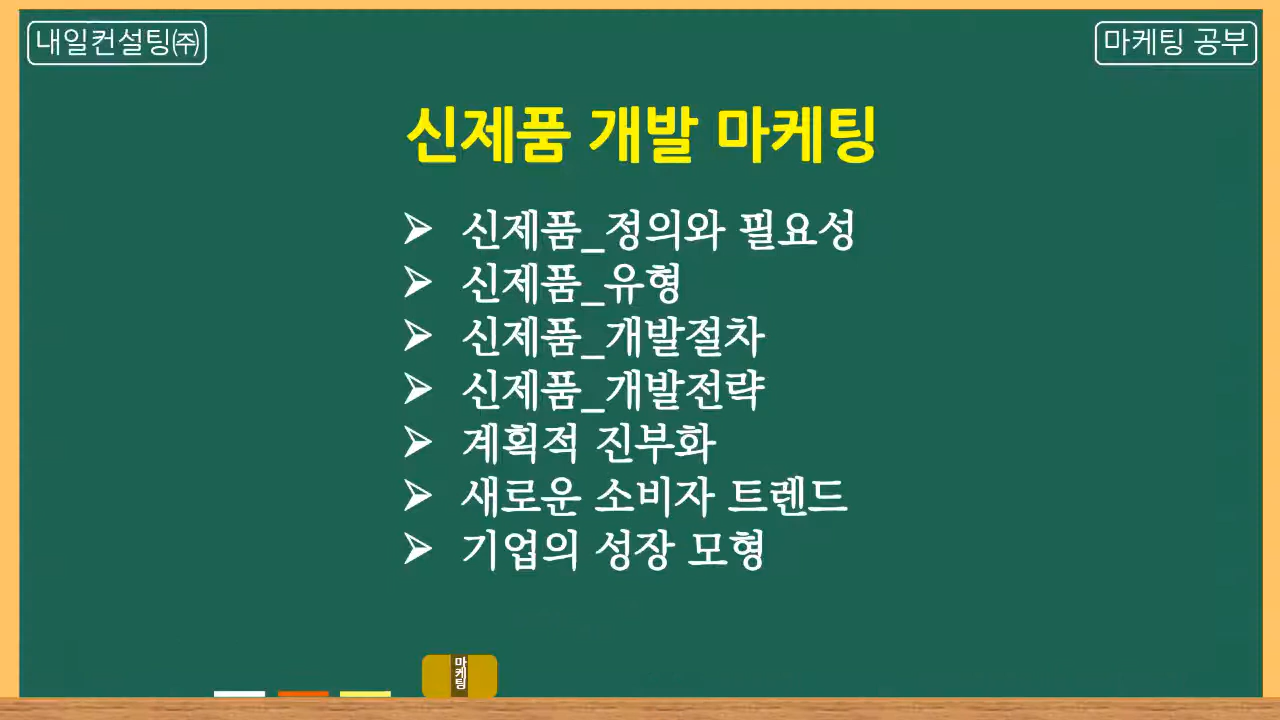 내일컨설팅㈜
마케팅 공부
신제품 개발 마케팅
➢ 신제품_정의와 필요성
➢ 신제품_유형
➢ 신제품_개발절차
➢ 신제품_개발전략
➢ 계획적 진부화
➢ 새로운 소비자 트렌드
➢ 기업의 성장 모형
마케팅